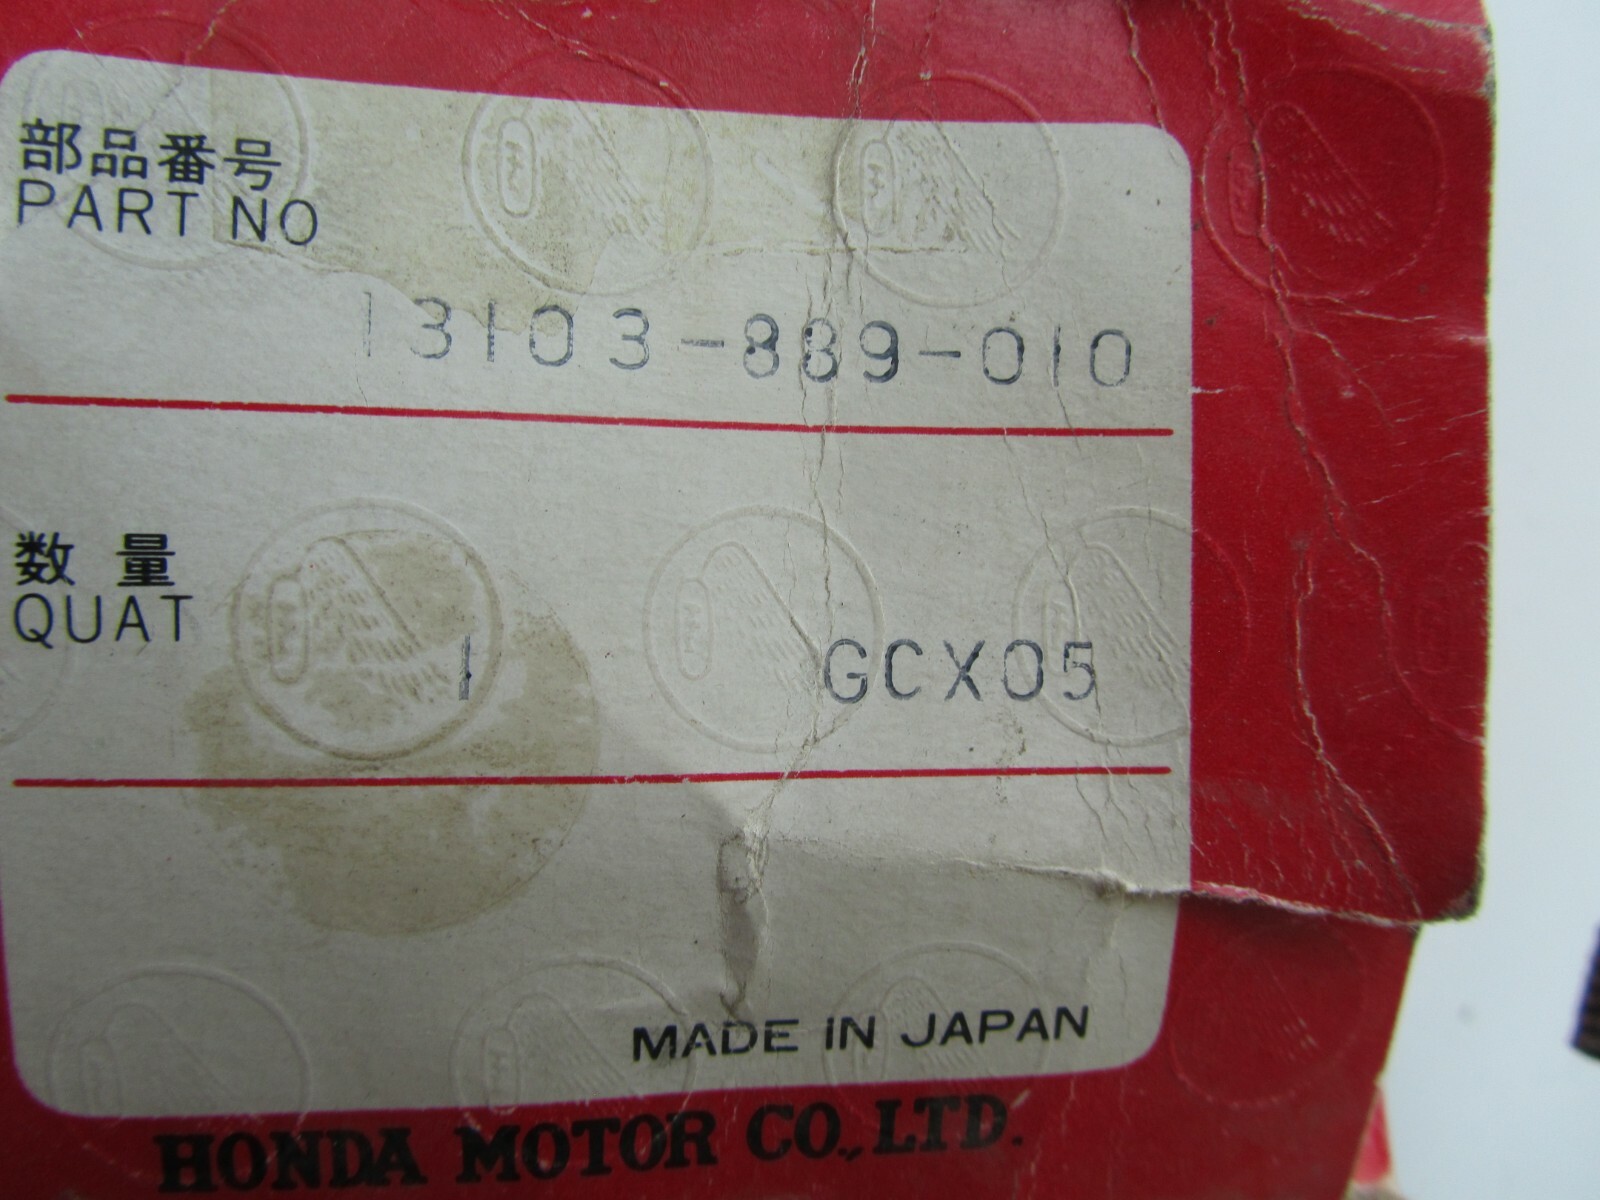 部品番号
PART NO
13103-889-010
数量
QUAT
1 GCX05
MADE IN JAPAN
HONDA MOTOR CO., LTD.